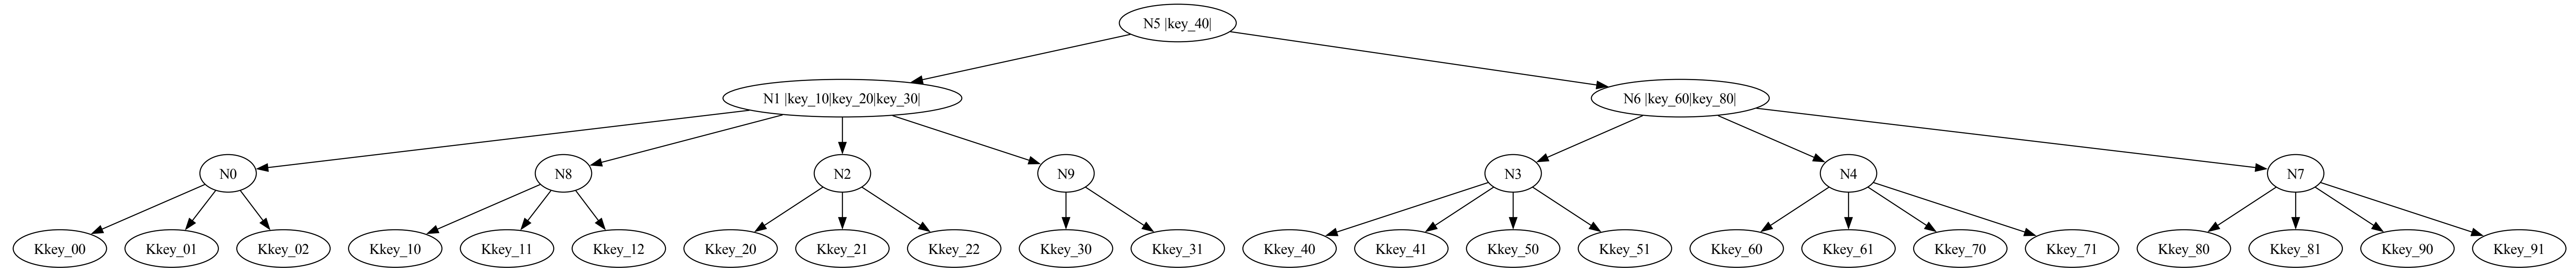 N5 |key_40|
N1 |key_10|key_20|key_30|
N6 |key_60|key_80|
N0
N8
N2
N9
N3
N4
N7
Kkey_00
Kkey_01
Kkey_02
Kkey_10
Kkey_11
Kkey_12
Kkey_20
Kkey_21
Kkey_22
Kkey_30
Kkey_31
Kkey_40
Kkey_41
Kkey_50
Kkey_51
Kkey_60
Kkey_61
Kkey_70
Kkey_71
Kkey_80
Kkey_81
Kkey_90
Kkey_91